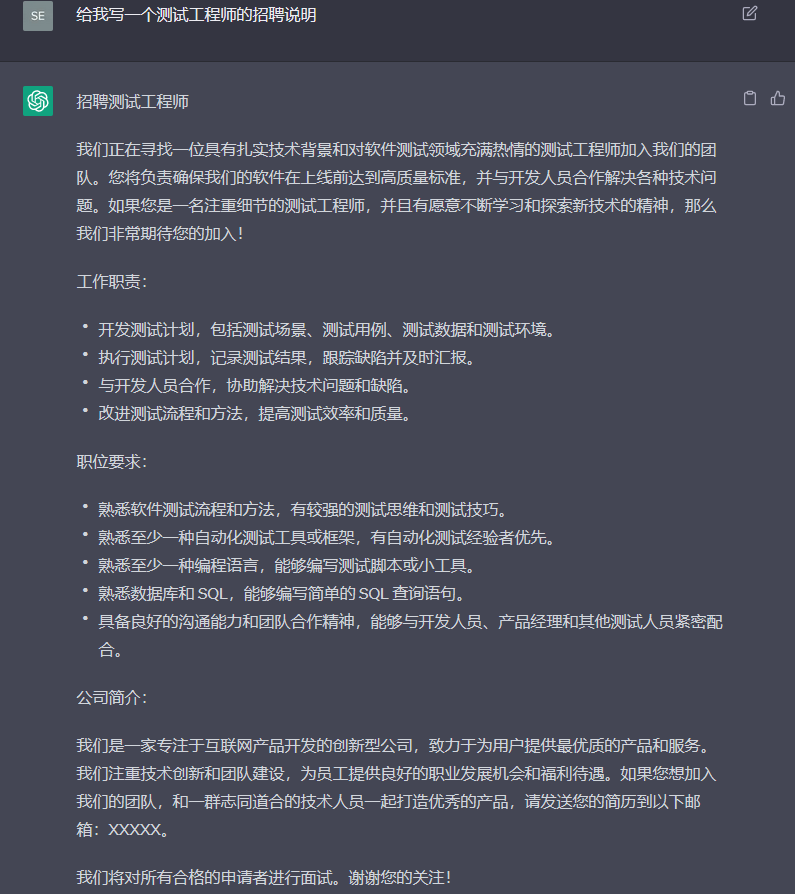 SE
给我写一个测试工程师的招聘说明
招聘测试工程师
我们正在寻找一位具有扎实技术背景和对软件测试领域充满热情的测试工程师加入我们的团
队。您将负责确保我们的软件在上线前达到高质量标准，并与开发人员合作解决各种技术问
题。如果您是一名注重细节的测试工程师，并且有愿意不断学习和探索新技术的精神，那么
我们非常期待您的加入！
工作职责：
• 开发测试计划，包括测试场景、测试用例、测试数据和测试环境。
• 执行测试计划，记录测试结果，跟踪缺陷并及时汇报。
• 与开发人员合作，协助解决技术问题和缺陷。
• 改进测试流程和方法，提高测试效率和质量。
职位要求：
• 熟悉软件测试流程和方法，有较强的测试思维和测试技巧。
• 熟悉至少一种自动化测试工具或框架，有自动化测试经验者优先。
• 熟悉至少一种编程语言，能够编写测试脚本或小工具。
• 熟悉数据库和 SQL，能够编写简单的 SQL 查询语句。
• 具备良好的沟通能力和团队合作精神，能够与开发人员、产品经理和其他测试人员紧密配
合。
公司简介：
我们是一家专注于互联网产品开发的创新型公司，致力于为用户提供最优质的产品和服务。
我们注重技术创新和团队建设，为员工提供良好的职业发展机会和福利待遇。如果您想加入
我们的团队，和一群志同道合的技术人员一起打造优秀的产品，请发送您的简历到以下邮
箱：XXXXX。
我们将对所有合格的申请者进行面试。谢谢您的关注！